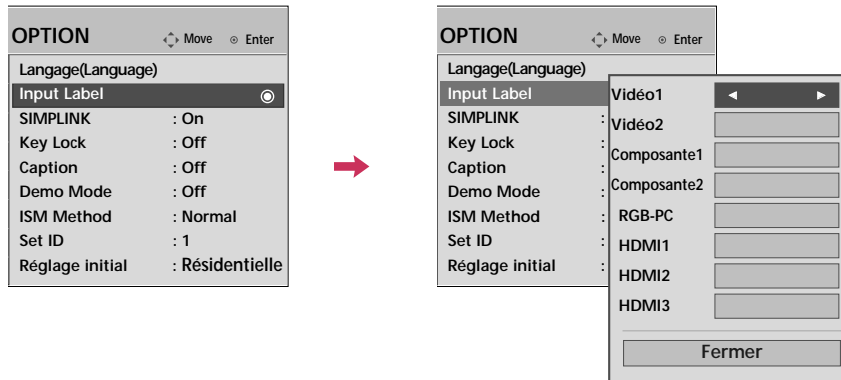 OPTION Move Enter
Langage(Language)
Input Label
SIMPLINK : On
Key Lock : Off
Caption : Off
Demo Mode : Off
ISM Method : Normal
Set ID : 1
Réglage initial : Résidentielle
OPTION Move Enter
Langage(Language)
Input Label
SIMPLINK :
Key Lock
Caption :
Demo Mode :
ISM Method :
Set ID :
Réglage initial :
Vidéo1 ◄ ►
Vidéo2
Composante1
Composante2
RGB-PC
HDMI1
HDMI2
HDMI3
Fermer